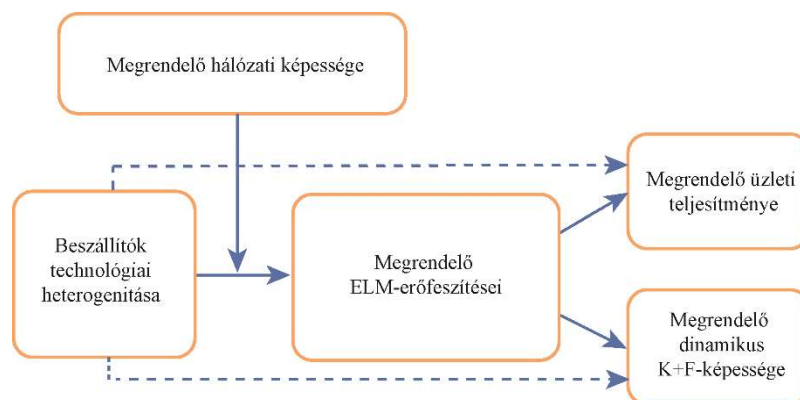 Megrendelő hálózati képessége
Beszállítók
technológiai
heterogenitása
Megrendelő
ELM-erőfeszítései
Megrendelő üzleti
teljesítménye
Megrendelő
dinamikus
K+F-képessége